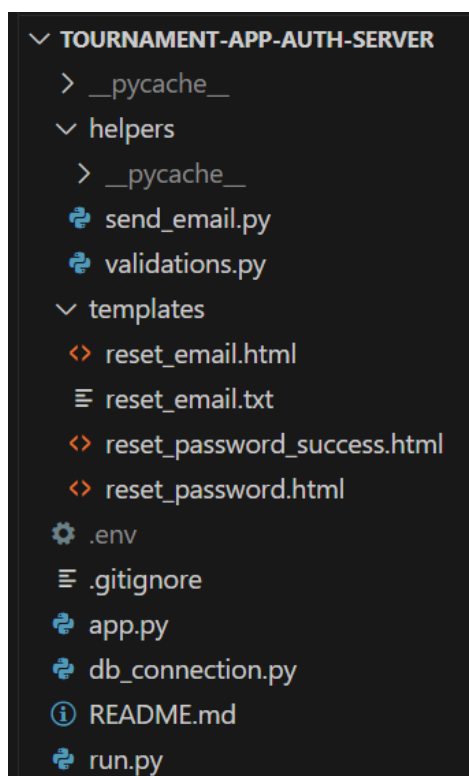 TOURNAMENT-APP-AUTH-SERVER
__pycache__
helpers
__pycache__
send_email.py
validations.py
templates
reset_email.html
reset_email.txt
reset_password_success.html
reset_password.html
.env
.gitignore
app.py
db_connection.py
README.md
run.py